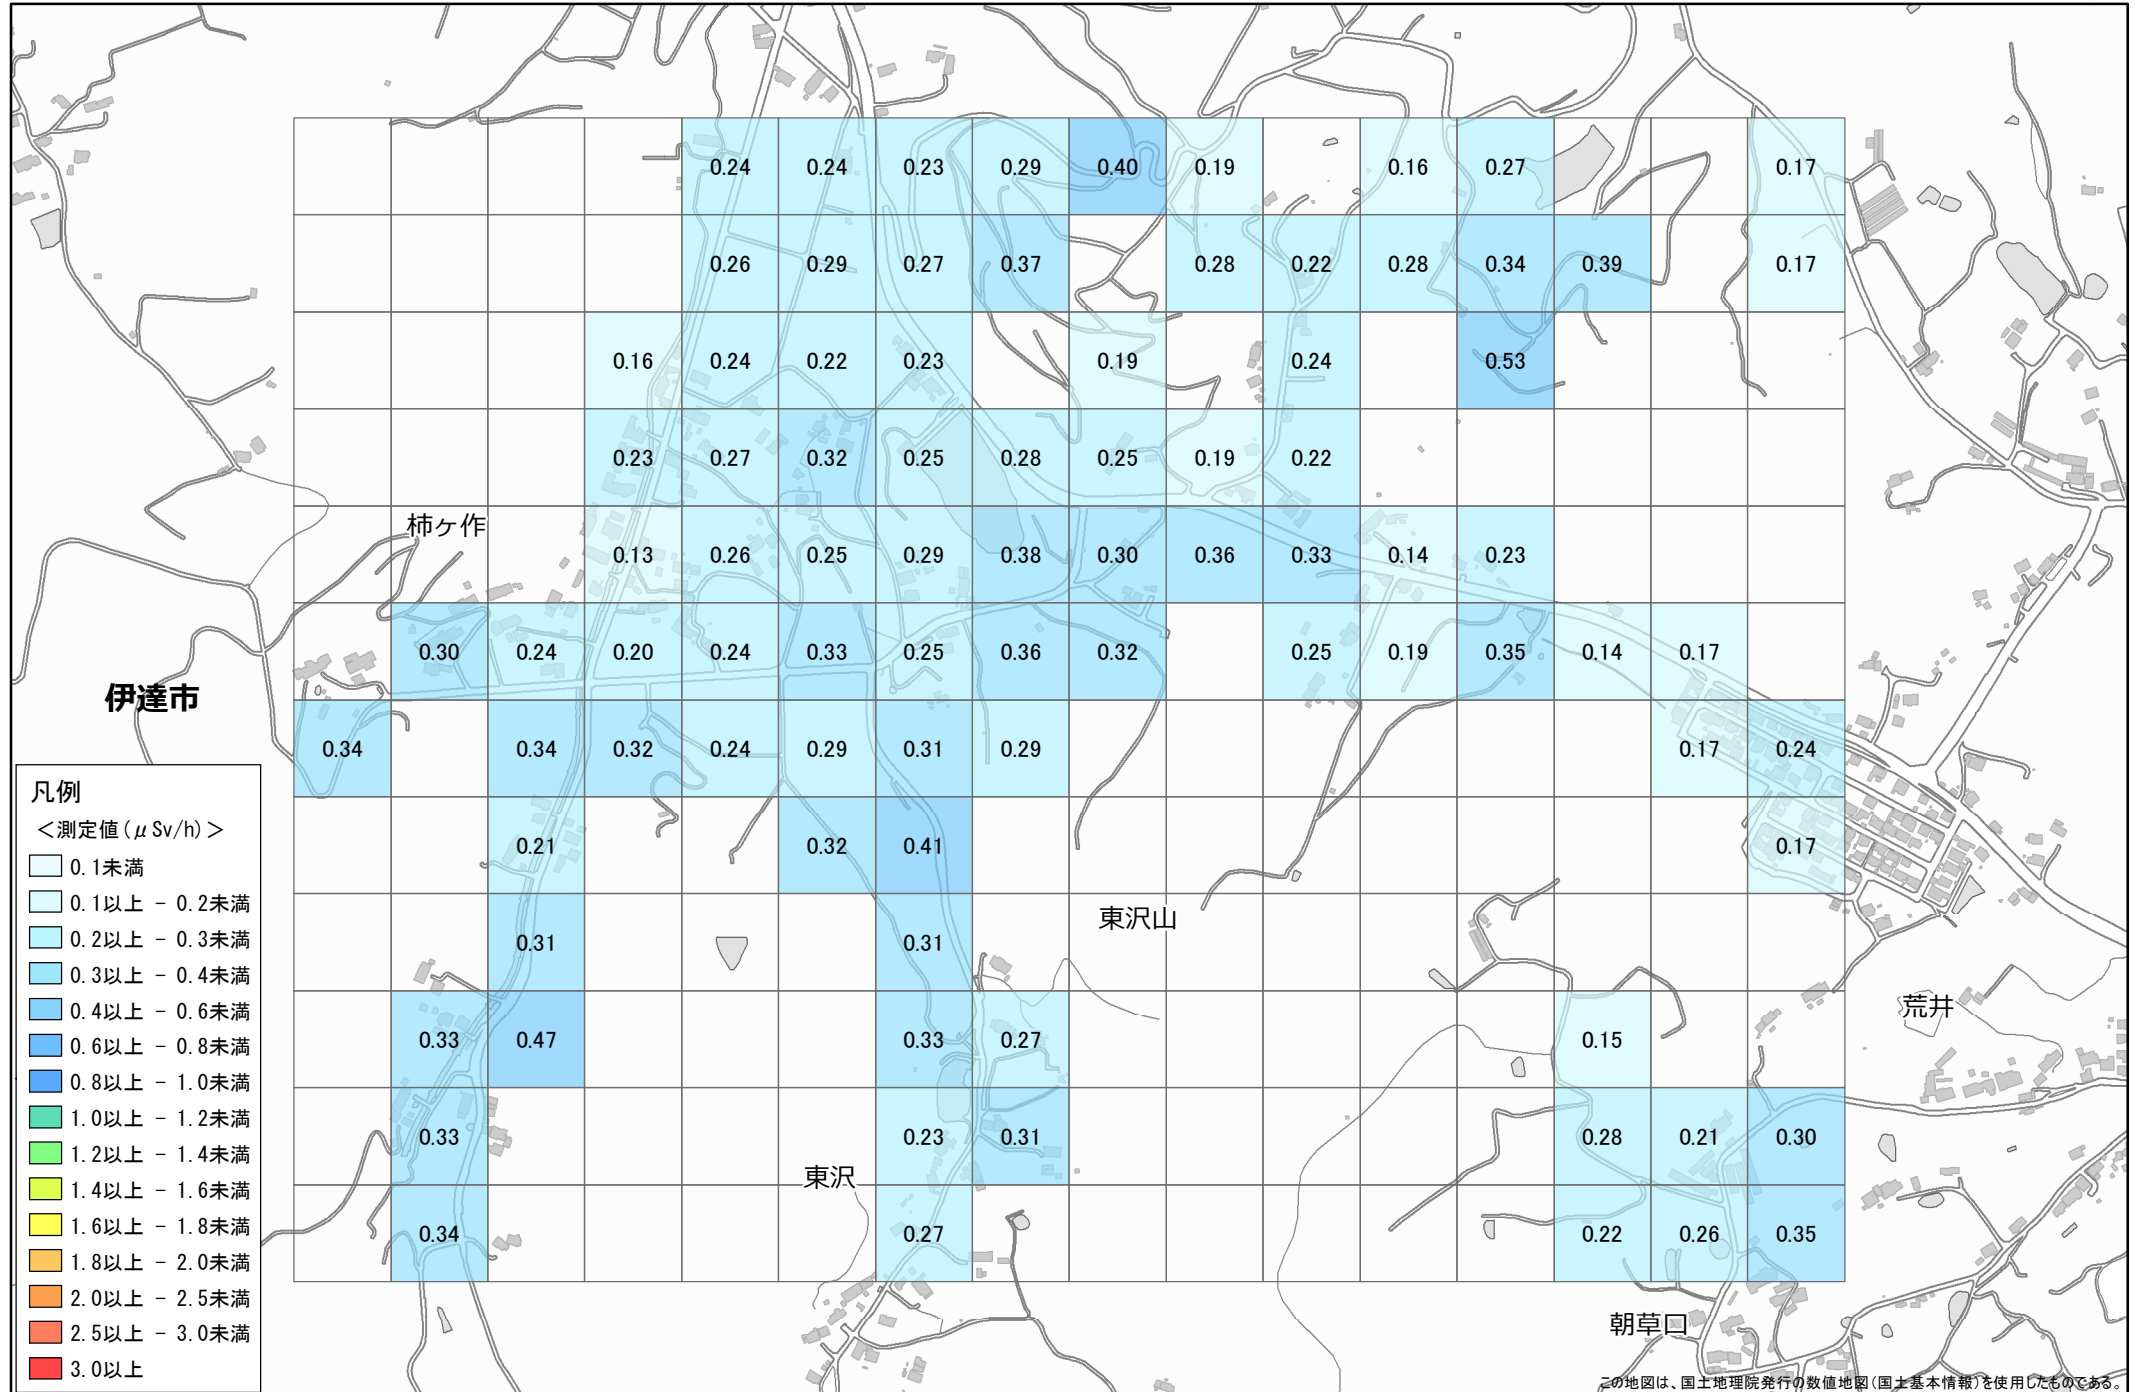 0.24 0.24 0.23 0.29 0.40 0.19 0.16 0.27 0.17
0.26 0.29 0.27 0.37 0.28 0.22 0.28 0.34 0.39 0.17
0.16 0.24 0.22 0.23 0.19 0.24 0.53
0.23 0.27 0.32 0.25 0.28 0.25 0.19 0.22
柿ヶ作
0.13 0.26 0.25 0.29 0.38 0.30 0.36 0.33 0.14 0.23
0.30 0.24 0.20 0.24 0.33 0.25 0.36 0.32 0.25 0.19 0.35 0.14 0.17
伊達市
0.34 0.34 0.32 0.24 0.29 0.31 0.29 0.17 0.24
0.21 0.32 0.41 0.17
東沢山
0.31 0.31
荒井
0.33 0.47 0.33 0.27 0.15
0.33 0.23 0.31 0.28 0.21 0.30
東沢
0.34 0.27 0.22 0.26 0.35
朝草口
凡例
＜測定値(μSv/h)＞
0.1未満
0.1以上 － 0.2未満
0.2以上 － 0.3未満
0.3以上 － 0.4未満
0.4以上 － 0.6未満
0.6以上 － 0.8未満
0.8以上 － 1.0未満
1.0以上 － 1.2未満
1.2以上 － 1.4未満
1.4以上 － 1.6未満
1.6以上 － 1.8未満
1.8以上 － 2.0未満
2.0以上 － 2.5未満
2.5以上 － 3.0未満
3.0以上
この地図は、国土地理院発行の数値地図(国土基本情報)を使用したものである。